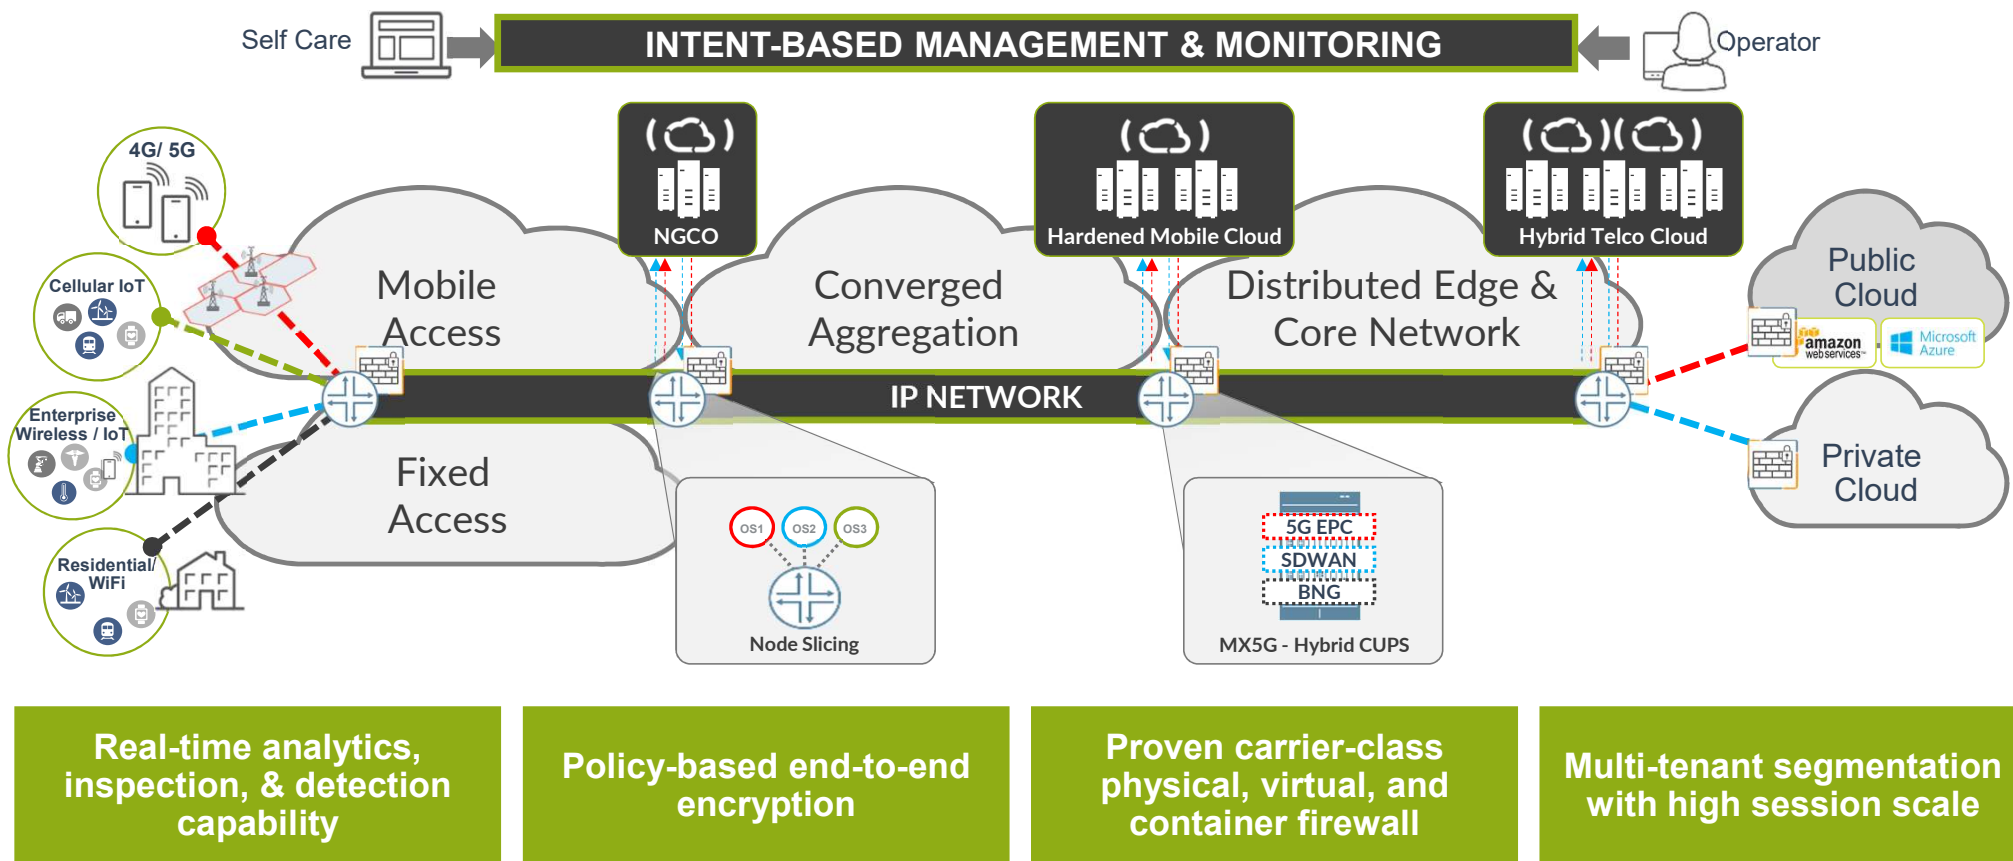 Self Care
INTENT-BASED MANAGEMENT & MONITORING
Operator
4G/ 5G
NGCO
Hardened Mobile Cloud
Hybrid Telco Cloud
Cellular IoT
Mobile
Access
Converged
Aggregation
Distributed Edge &
Core Network
Public
Cloud
amazon
webservices™
Microsoft
Azure
IP NETWORK
Enterprise
Wireless / IoT
Fixed
Access
Private
Cloud
OS1
OS2
OS3
Node Slicing
5G EPC
SDWAN
BNG
MX5G - Hybrid CUPS
Residential/
WiFi
Real-time analytics,
inspection, & detection
capability
Policy-based end-to-end
encryption
Proven carrier-class
physical, virtual, and
container firewall
Multi-tenant segmentation
with high session scale